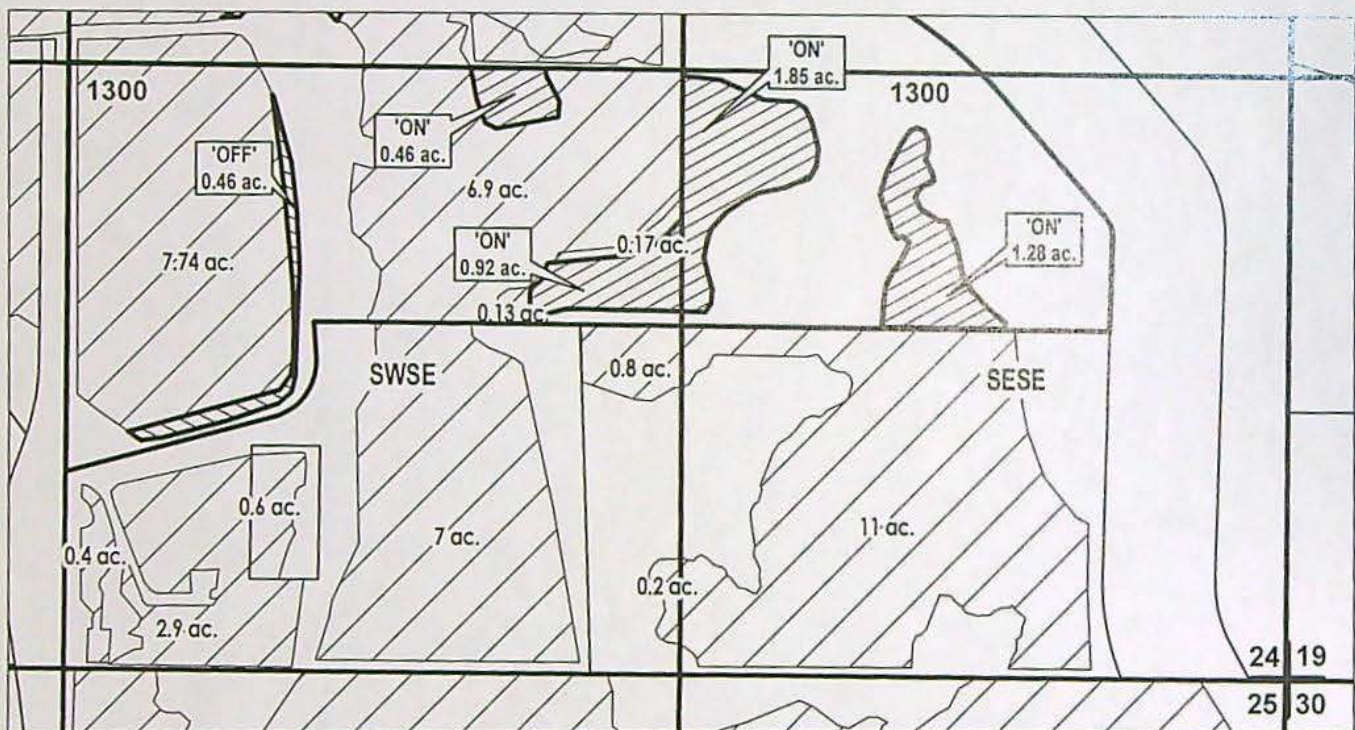 'ON'
1.85 ac.
1300
1300
'ON'
0.46 ac.
'OFF'
0.46 ac.
6.9 ac.
'ON'
0.92 ac.
0.17 ac.
'ON'
1.28 ac.
7.74 ac.
0.13 ac.
SWSE
0.8 ac.
SESE
0.6 ac.
0.4 ac.
7 ac.
11 ac.
0.2 ac.
2.9 ac.
24 19
25 30